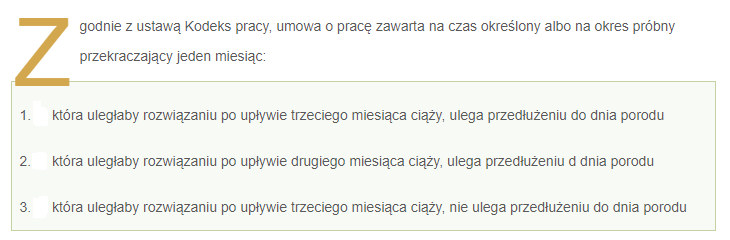 Zgodnie z ustawą Kodeks pracy, umowa o pracę zawarta na czas określony albo na okres próbny
przekraczający jeden miesiąc:
1. która uległaby rozwiązaniu po upływie trzeciego miesiąca ciąży, ulega przedłużeniu do dnia porodu
2. która uległaby rozwiązaniu po upływie drugiego miesiąca ciąży, ulega przedłużeniu d dnia porodu
3. która uległaby rozwiązaniu po upływie trzeciego miesiąca ciąży, nie ulega przedłużeniu do dnia porodu